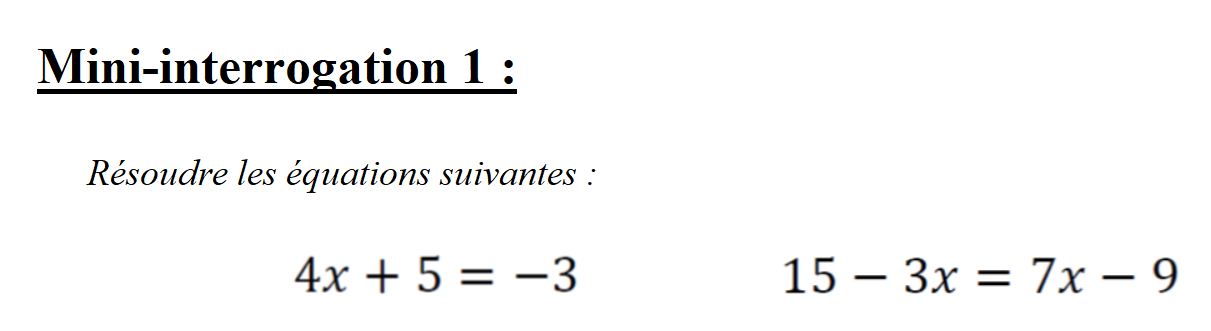 Mini-interrogation 1 :
Résoudre les équations suivantes :
4x + 5 = −3 15 − 3x = 7x − 9